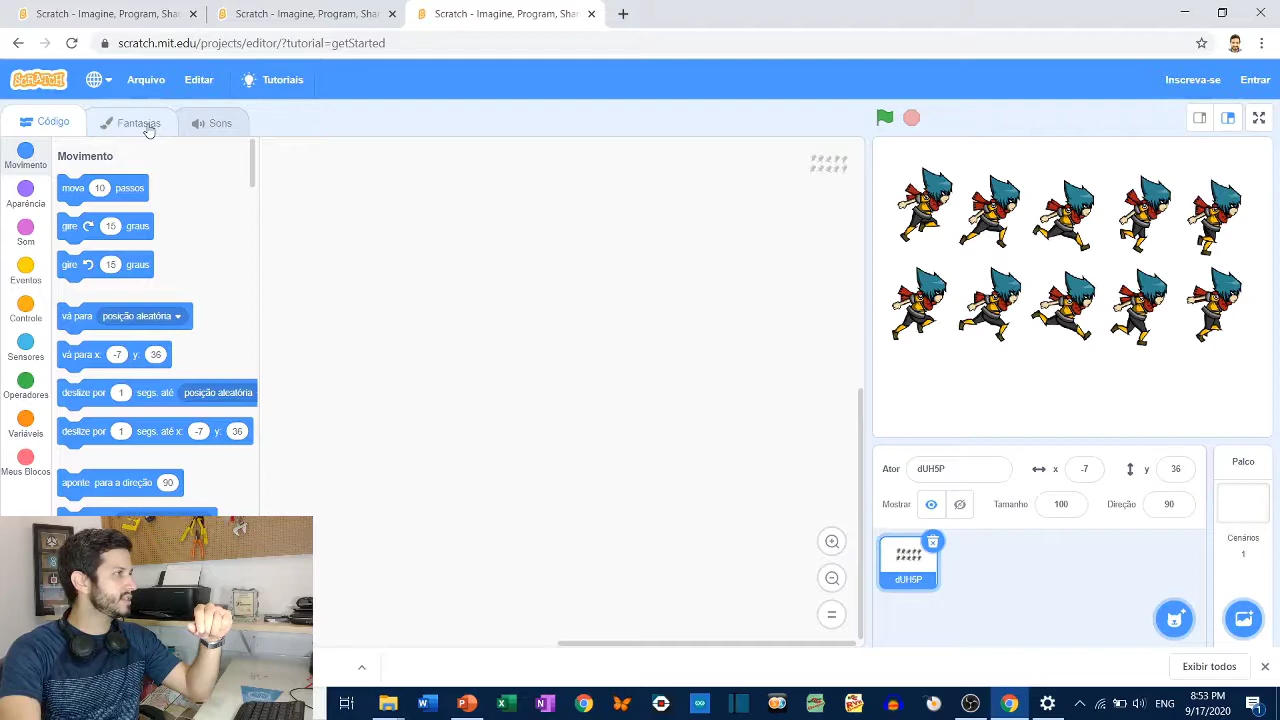 Scratch - Imagine, Program, Shar
Scratch - Imagine, Program, Shar
Scratch - Imagine, Program, Shar
scratch.mit.edu/projects/editor/?tutorial=getStarted
SCRATCH
Arquivo
Editar
Tutoriais
Inscreva-se
Entrar
Código
Fantasias
Sons
Movimento
Aparência
Som
Eventos
Controle
Sensores
Operadores
Variáveis
Meus Blocos
Movimento
mova 10 passos
gire 15 graus
gire 15 graus
vá para posição aleatória
vá para x: -7 y: 36
deslize por 1 segs. até posição aleatória
deslize por 1 segs. até x: -7 y: 36
aponte para a direção 90
Ator dUH5P x -7 y 36
Mostrar Tamanho 100 Direção 90
dUH5P
Palco
Cenários
1
Exibir todos
ENG
8:53 PM
9/17/2020
1